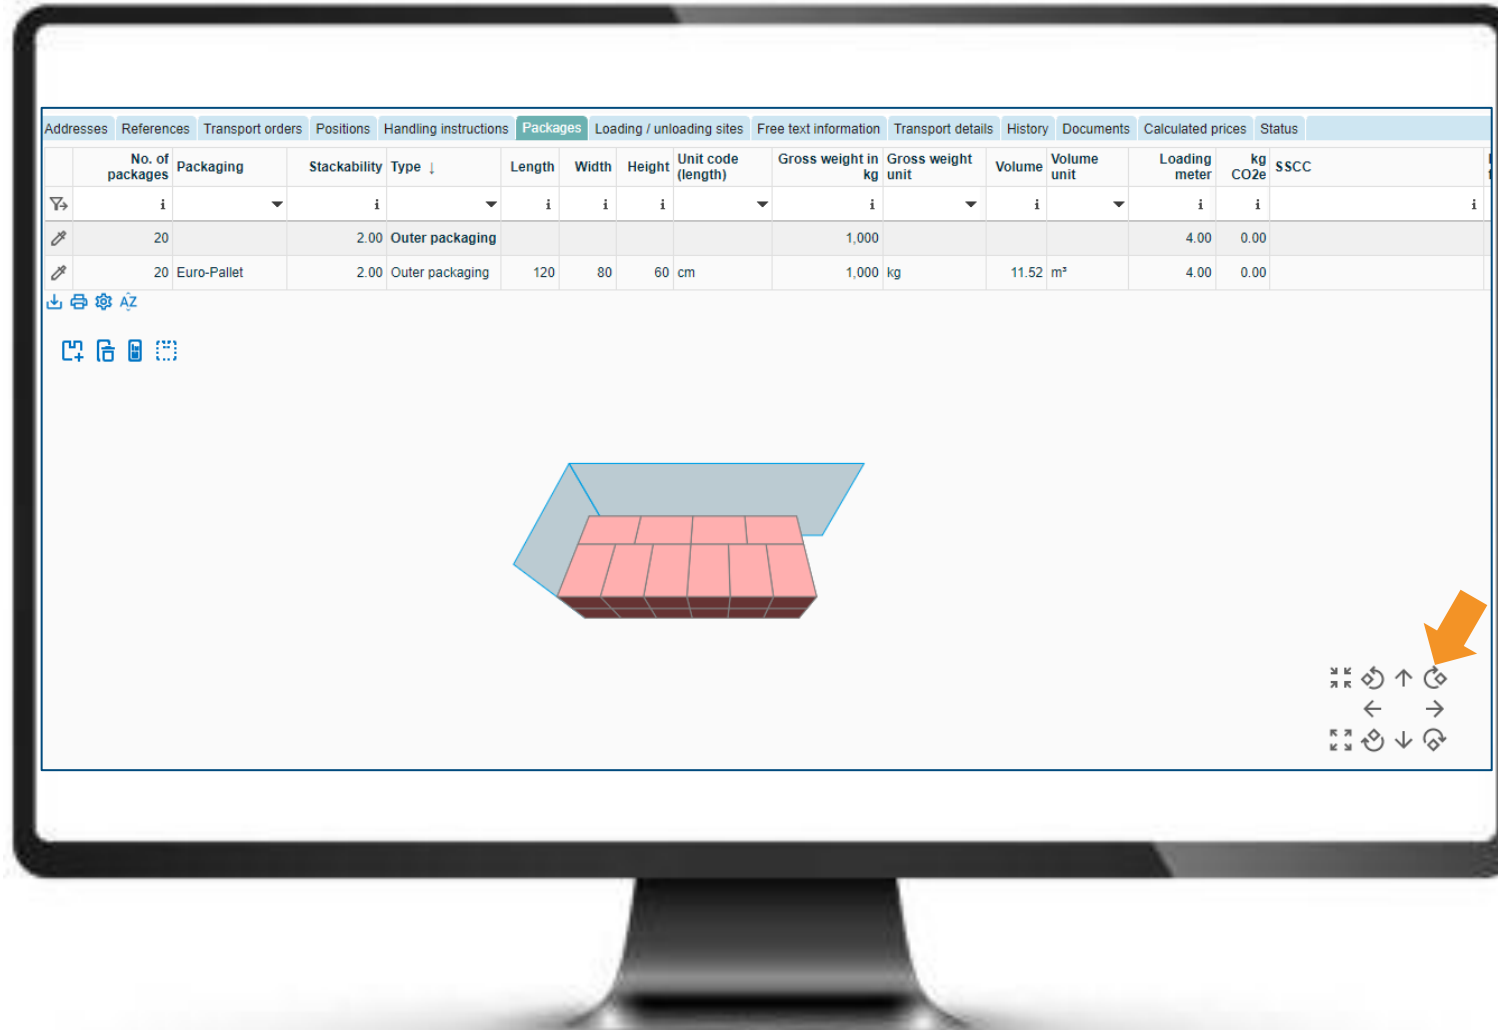 Addresses References Transport orders Positions Handling instructions Packages Loading / unloading sites Free text information Transport details History Documents Calculated prices Status
No. of packages Packaging Stackability Type ↓ Length Width Height Unit code (length) Gross weight in kg Gross weight unit Volume Volume unit Loading meter kg CO2e SSCC
i i i i i i i i i i
20 2.00 Outer packaging 1,000 4.00 0.00
20 Euro-Pallet 2.00 Outer packaging 120 80 60 cm 1,000 kg 11.52 m³ 4.00 0.00
AZ